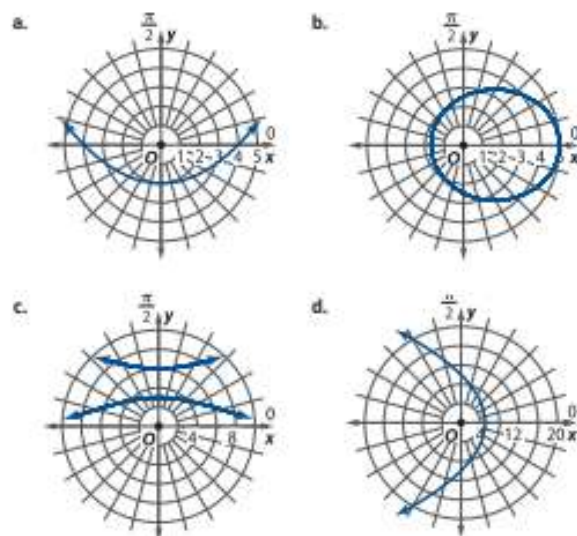 a.
π/2 y
0
O 1 2 3 4 5 x
b.
π/2 y
0
O 1 2 3 4 x
c.
π/2 y
0
O 4 8 x
d.
2 y
0
O 12 20 x